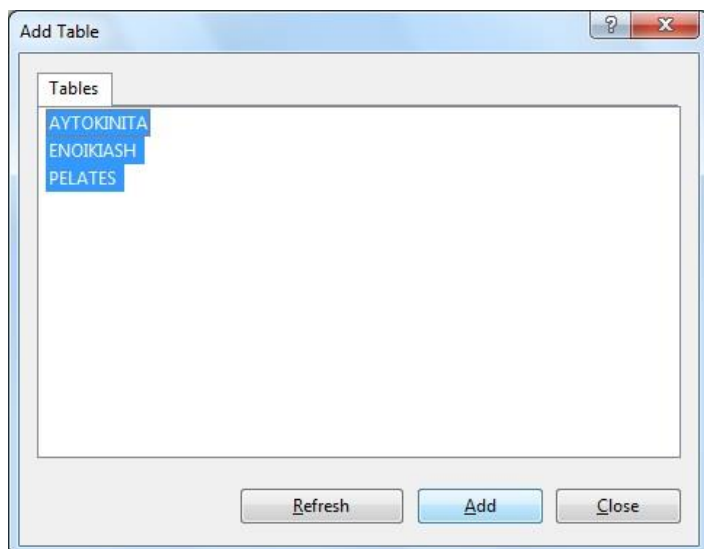 Add Table
?
Tables
AYTOKINITA
ENOIKIASH
PELATES
Refresh
Add
Close